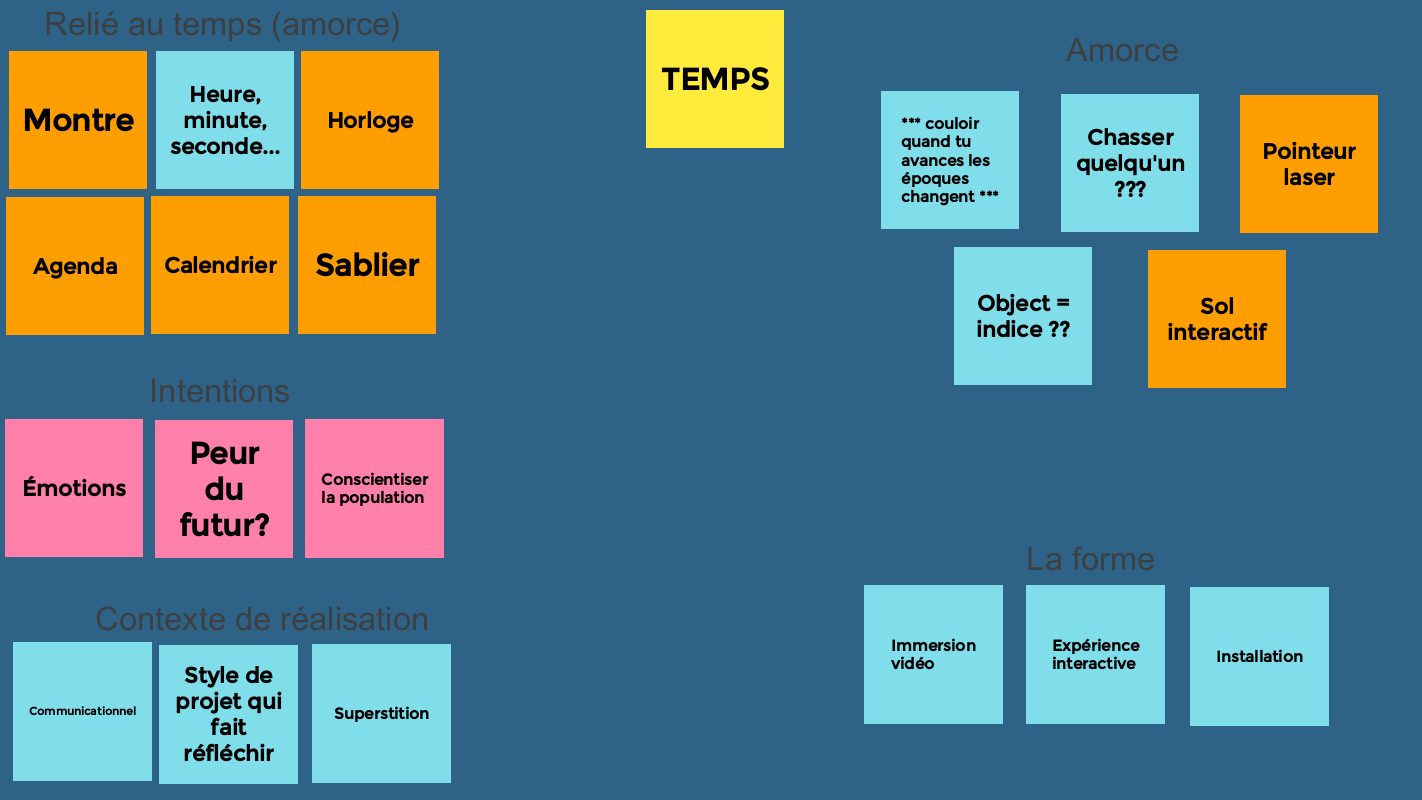 Relié au temps (amorce)
Montre
Heure,
minute,
seconde...
Horloge
Agenda
Calendrier
Sablier
TEMPS
Amorce
*** couloir
quand tu
avances les
époques
changent ***
Chasser
quelqu'un
???
Pointeur
laser
Object =
indice ??
Sol
interactif
Intentions
Émotions
Peur
du
futur?
Conscientiser
la population
Contexte de réalisation
Communicationnel
Style de
projet qui
fait
réfléchir
Superstition
La forme
Immersion
vidéo
Expérience
interactive
Installation